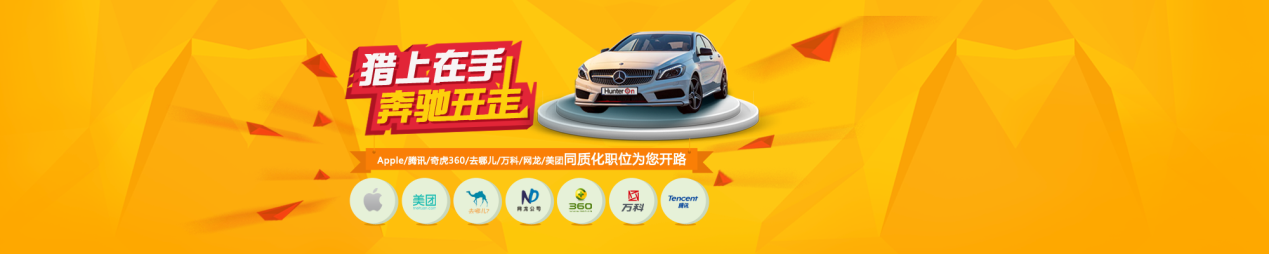 猎上在手
奔驰开走
Hunter On
Apple/腾讯/奇虎360/去哪儿/万科/网龙/美团同质化职位为您开路
美团
去哪儿?
ND
网龙公司
360
万科
Tencent
腾讯